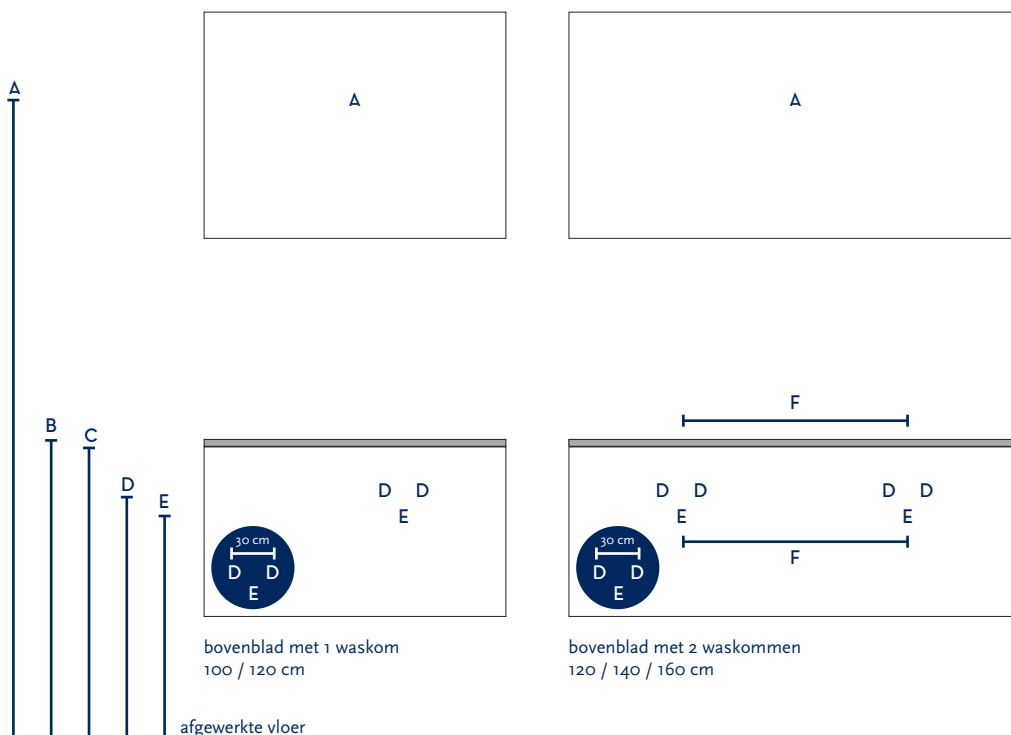 A
A
A
B
C
D
E
F
D D
E
30 cm
D D
E
D D
E
D D
E
F
30 cm
D D
E
bovenblad met 1 waskom
100 / 120 cm
bovenblad met 2 waskommen
120 / 140 / 160 cm
afgewerkte vloer